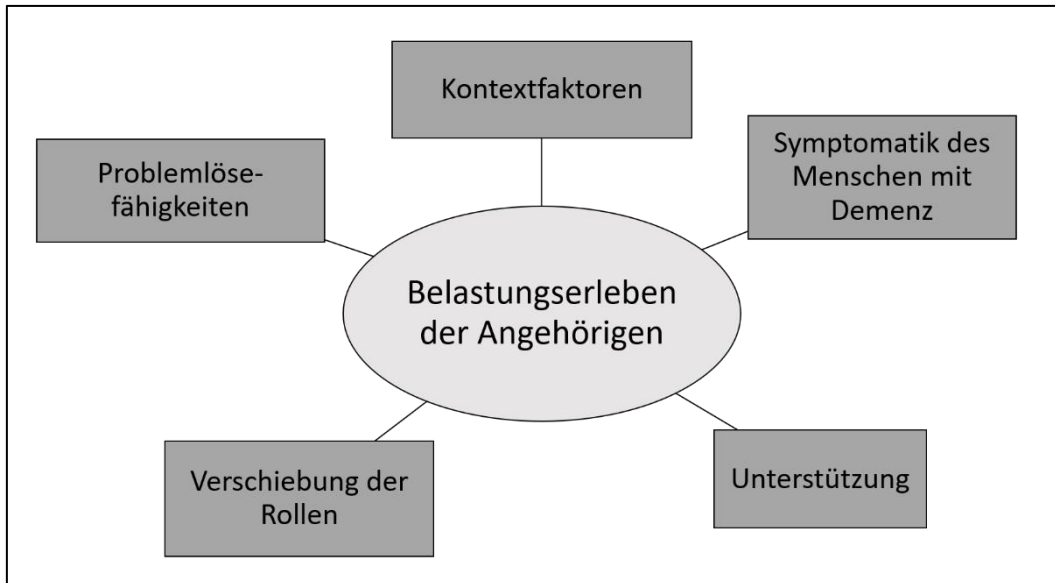 Kontextfaktoren
Problemlöse-
fähigkeiten
Symptomatik des
Menschen mit
Demenz
Belastungserleben
der Angehörigen
Verschiebung der
Rollen
Unterstützung